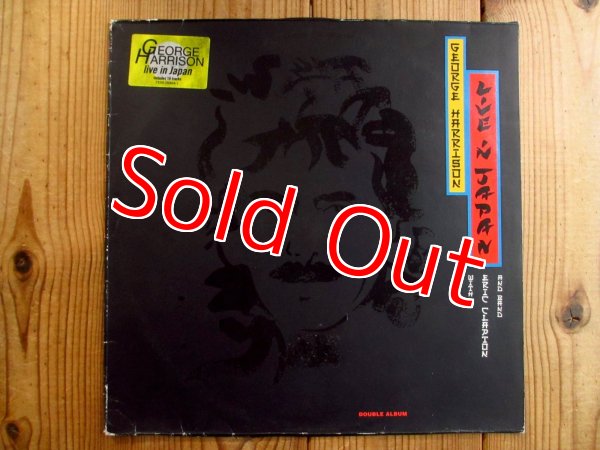 GEORGE
HARRISON
live in Japan
GEORGE HARRISON
LIVE IN JAPAN
WITH
ERIC CLAPTON
AND BAND
Sold Out
DOUBLE ALBUM